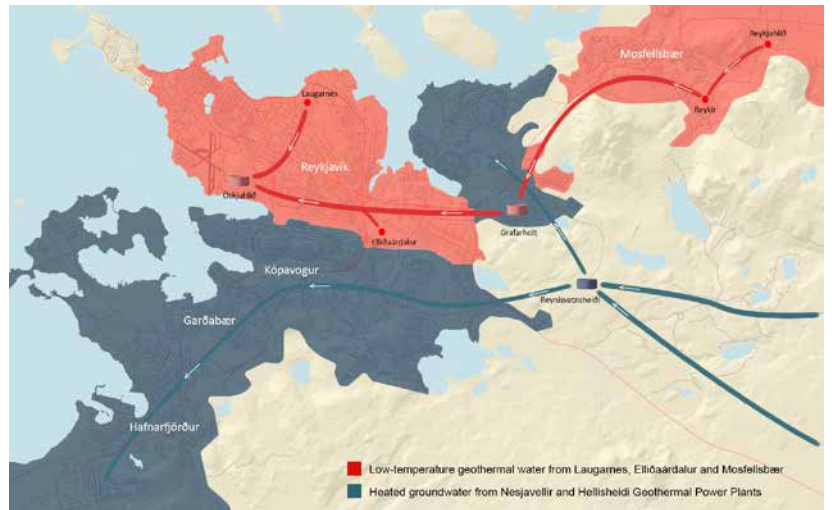 Reykjahlíð
Mosfellsbær
Laugarnes
Reykir
Reykjavík
Öskjuhlíð
Grafarholt
Elliðaárdalur
Kópavogur
Reynisvatnsheiði
Garðabær
Hafnarfjörður
Low-temperature geothermal water from Laugarnes, Elliðaárdalur and Mosfellsbær
Heated groundwater from Nesjavellir and Hellisheidi Geothermal Power Plants